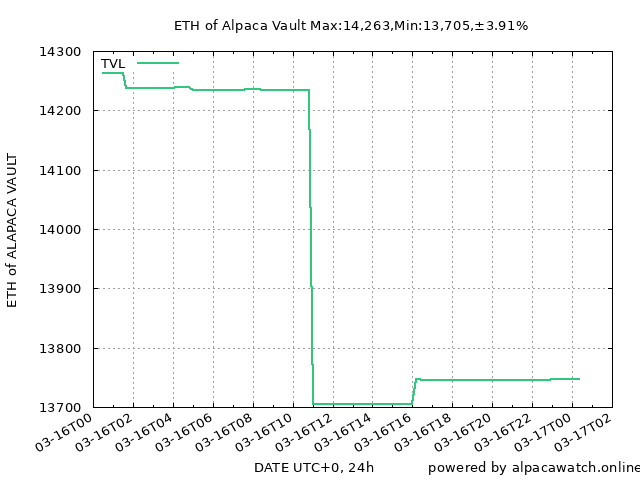 ETH of Alpaca Vault Max:14,263,Min:13,705,±3.91%
TVL
14300
14200
14100
14000
13900
13800
13700
ETH of ALAPACA VAULT
03-16T00
03-16T02
03-16T04
03-16T06
03-16T08
03-16T10
03-16T12
03-16T14
03-16T16
03-16T18
03-16T20
03-16T22
03-17T00
03-17T02
DATE UTC+0, 24h
powered by alpacawatch.online